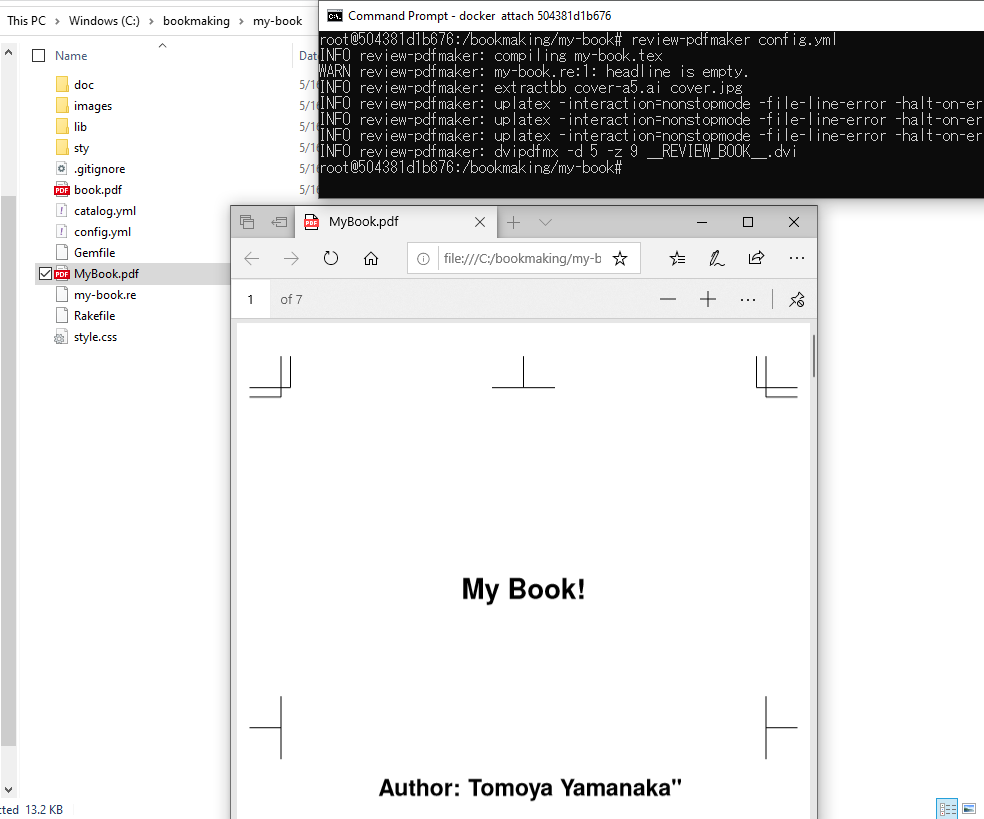 This PC > Windows (C:) > bookmaking > my-book
Name
Dat
doc
5/1
images
5/1
lib
5/1
sty
5/1
.gitignore
5/1
book.pdf
5/1
catalog.yml
config.yml
Gemfile
MyBook.pdf
my-book.re
Rakefile
style.css
cted 13.2 KB
Command Prompt - docker attach 504381d1b676
root@504381d1b676:/bookmaking/my-book# review-pdfmaker config.yml
INFO review-pdfmaker: compiling my-book.tex
WARN review-pdfmaker: my-book.re:1: headline is empty.
INFO review-pdfmaker: extractbb cover-a5.ai cover.jpg
INFO review-pdfmaker: uplatex -interaction=nonstopmode -file-line-error -halt-on-er
INFO review-pdfmaker: uplatex -interaction=nonstopmode -file-line-error -halt-on-er
INFO review-pdfmaker: uplatex -interaction=nonstopmode -file-line-error -halt-on-er
INFO review-pdfmaker: dvipdfmx -d 5 -z 9 __REVIEW_BOOK__.dvi
root@504381d1b676:/bookmaking/my-book#
MyBook.pdf
file:///C:/bookmaking/my-b
1 of 7
My Book!
Author: Tomoya Yamanaka"